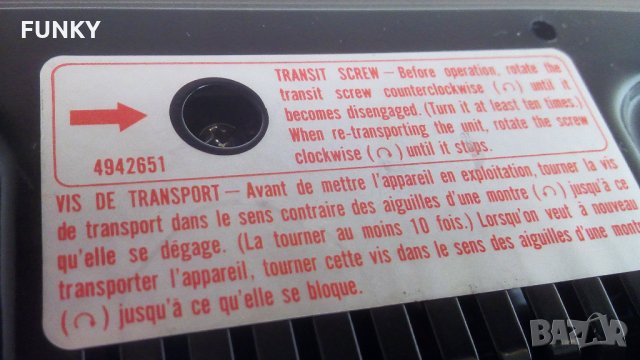 FUNKY
TRANSIT SCREW — Before operation, rotate the
transit screw counterclockwise (↶) until it
becomes disengaged. (Turn it at least ten times.)
When re-transporting the unit, rotate the screw
clockwise (↷) until it stops.
4942651
VIS DE TRANSPORT — Avant de mettre l'appareil en exploitation, tourner la vis
de transport dans le sens contraire des aiguilles d'une montre (↶) jusqu'à ce
qu'elle se dégage. (La tourner au moins 10 fois.) Lorsqu'on veut à nouveau
transporter l'appareil, tourner cette vis dans le sens des aiguilles d'une montre
(↷) jusqu'à ce qu'elle se bloque.
BAZAR
bg